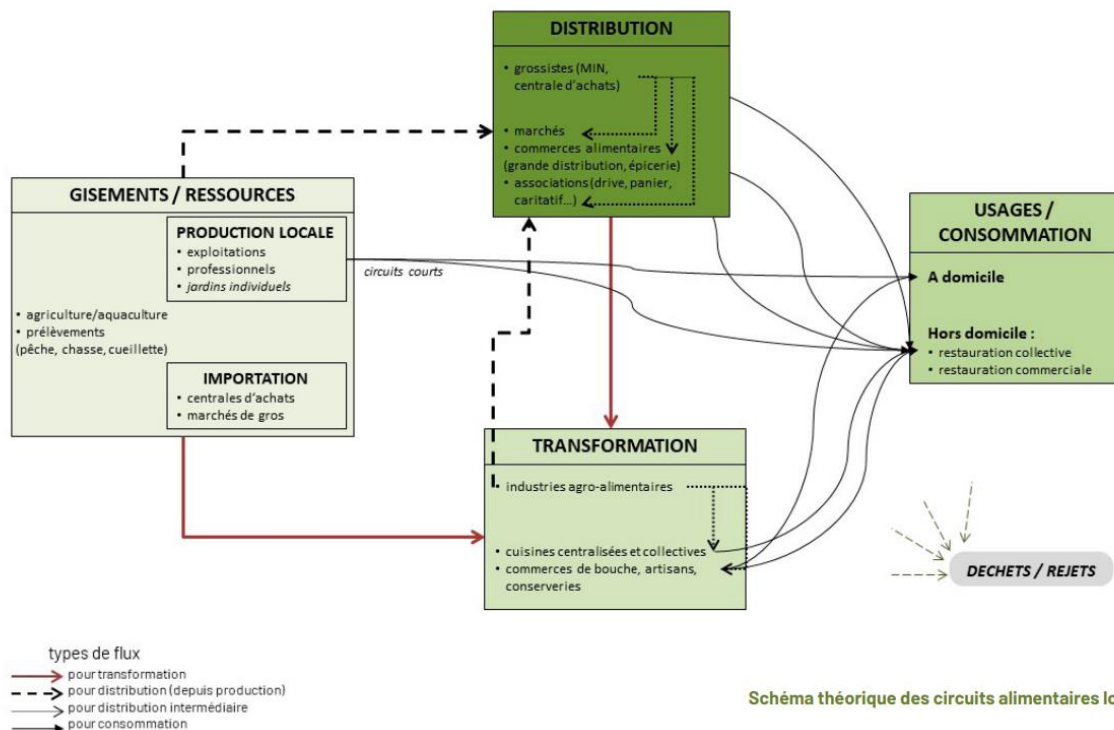 DISTRIBUTION
• grossistes (MIN,
centrale d'achats)
• marchés
• commerces alimentaires
(grande distribution, épicerie)
• associations (drive, panier,
caritatif...)
GISEMENTS / RESSOURCES
PRODUCTION LOCALE
• exploitations
• professionnels
• jardins individuels
• agriculture/aquaculture
• prélèvements
(pêche, chasse, cueillette)
IMPORTATION
• centrales d'achats
• marchés de gros
circuits courts
USAGES /
CONSOMMATION
A domicile
Hors domicile :
• restauration collective
• restauration commerciale
TRANSFORMATION
• industries agro-alimentaires
• cuisines centralisées et collectives
• commerces de bouche, artisans,
conserveries
DECHETS / REJETS
types de flux
pour transformation
pour distribution (depuis production)
pour distribution intermédiaire
pour consommation
Schéma théorique des circuits alimentaires lo